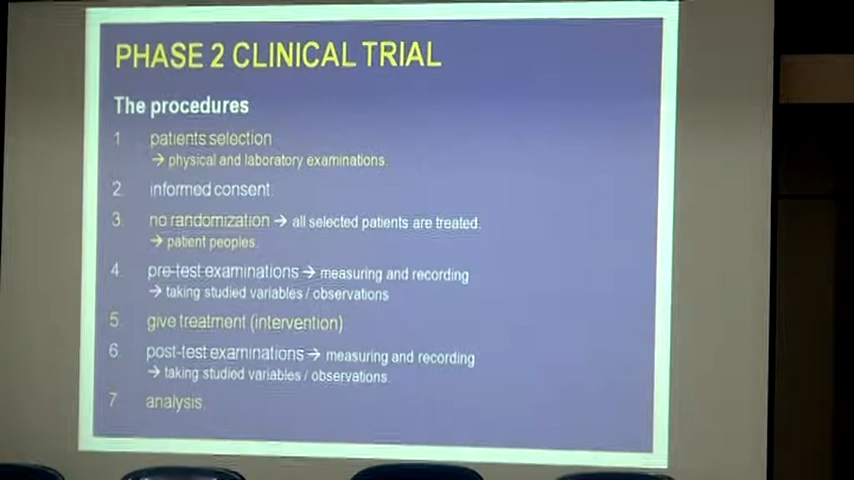 PHASE 2 CLINICAL TRIAL
The procedures
1 patients selection
→ physical and laboratory examinations.
2. informed consent.
3. no randomization → all selected patients are treated.
→ patient peoples.
4. pre-test examinations → measuring and recording
→ taking studied variables / observations
5. give treatment (intervention)
6. post-test examinations → measuring and recording
→ taking studied variables / observations.
7 analysis.